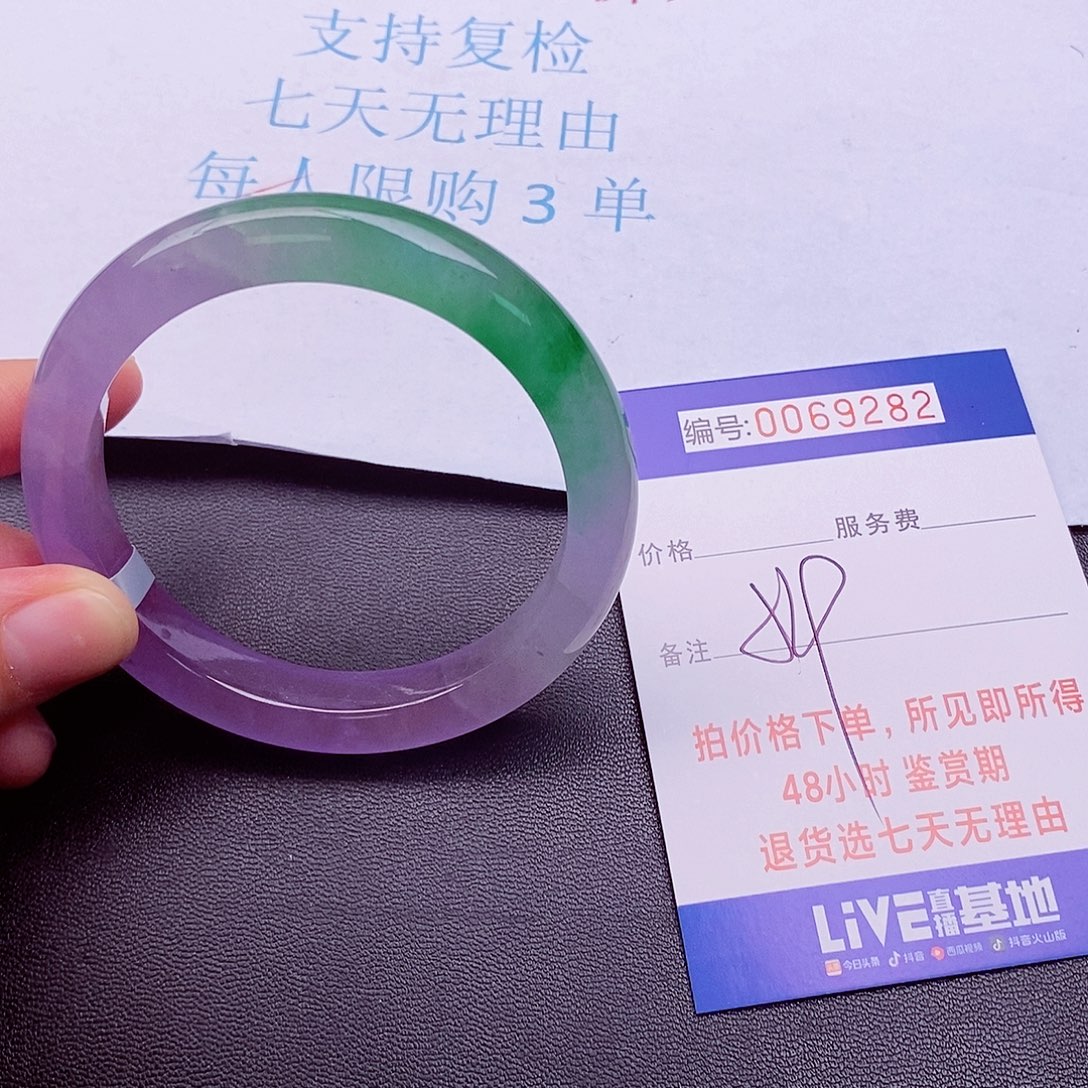 支持复检
七天无理由
每人限购3单
编号:0069282
价格 服务费
备注
拍价格下单，所见即所得
48小时 鉴赏期
退货选七天无理由
LiVE直播基地
今日头条 抖音 西瓜视频 抖音火山版